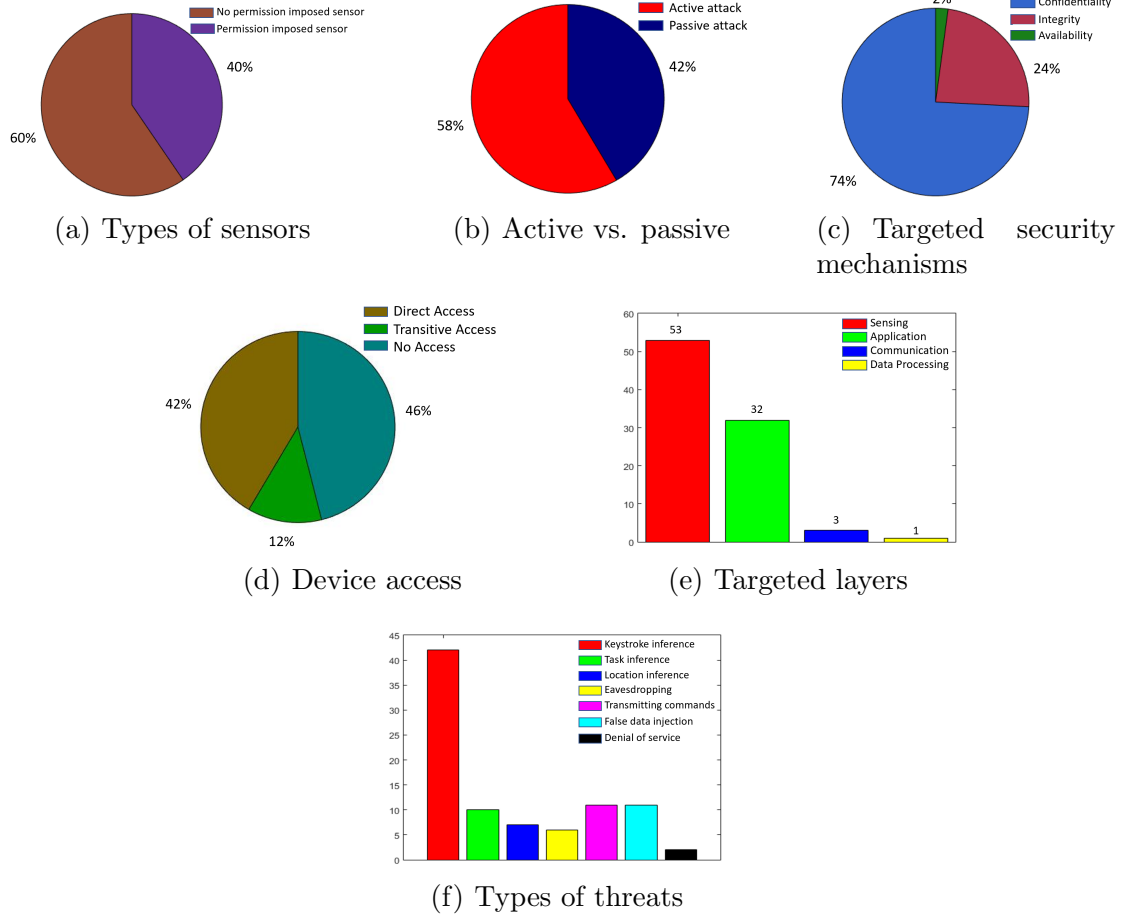 No permission imposed sensor
Permission imposed sensor
40%
60%
(a) Types of sensors
Active attack
Passive attack
42%
58%
(b) Active vs. passive
2%
Confidentiality
Integrity
Availability
24%
74%
(c) Targeted security
mechanisms
Direct Access
Transitive Access
No Access
42%
46%
12%
(d) Device access
60
50
40
30
20
10
0
53
32
3
1
Sensing
Application
Communication
Data Processing
(e) Targeted layers
45
40
35
30
25
20
15
10
5
0
Keystroke inference
Task inference
Location inference
Eavesdropping
Transmitting commands
False data injection
Denial of service
(f) Types of threats